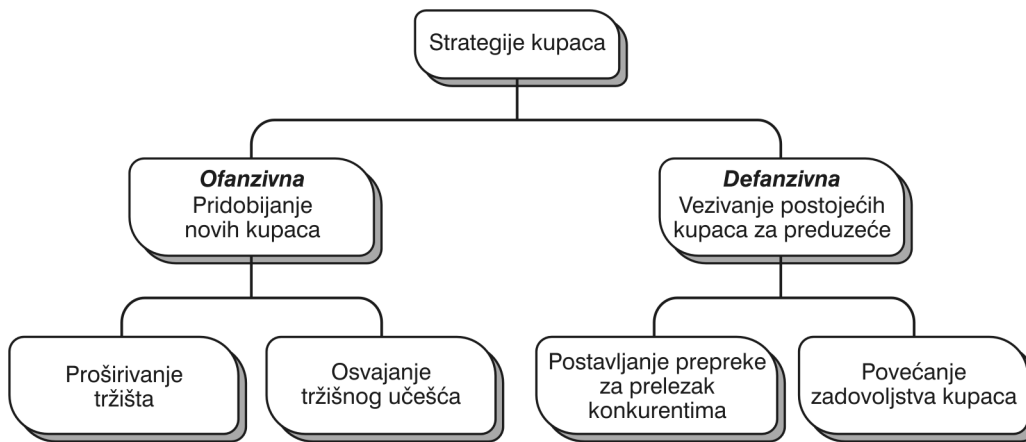 Strategije kupaca
Ofanzivna
Pridobijanje
novih kupaca
Defanzivna
Vezivanje postojećih
kupaca za preduzeće
Proširivanje
tržišta
Osvajanje
tržišnog učešća
Postavljanje prepreke
za prelezak
konkurentima
Povećanje
zadovoljstva kupaca